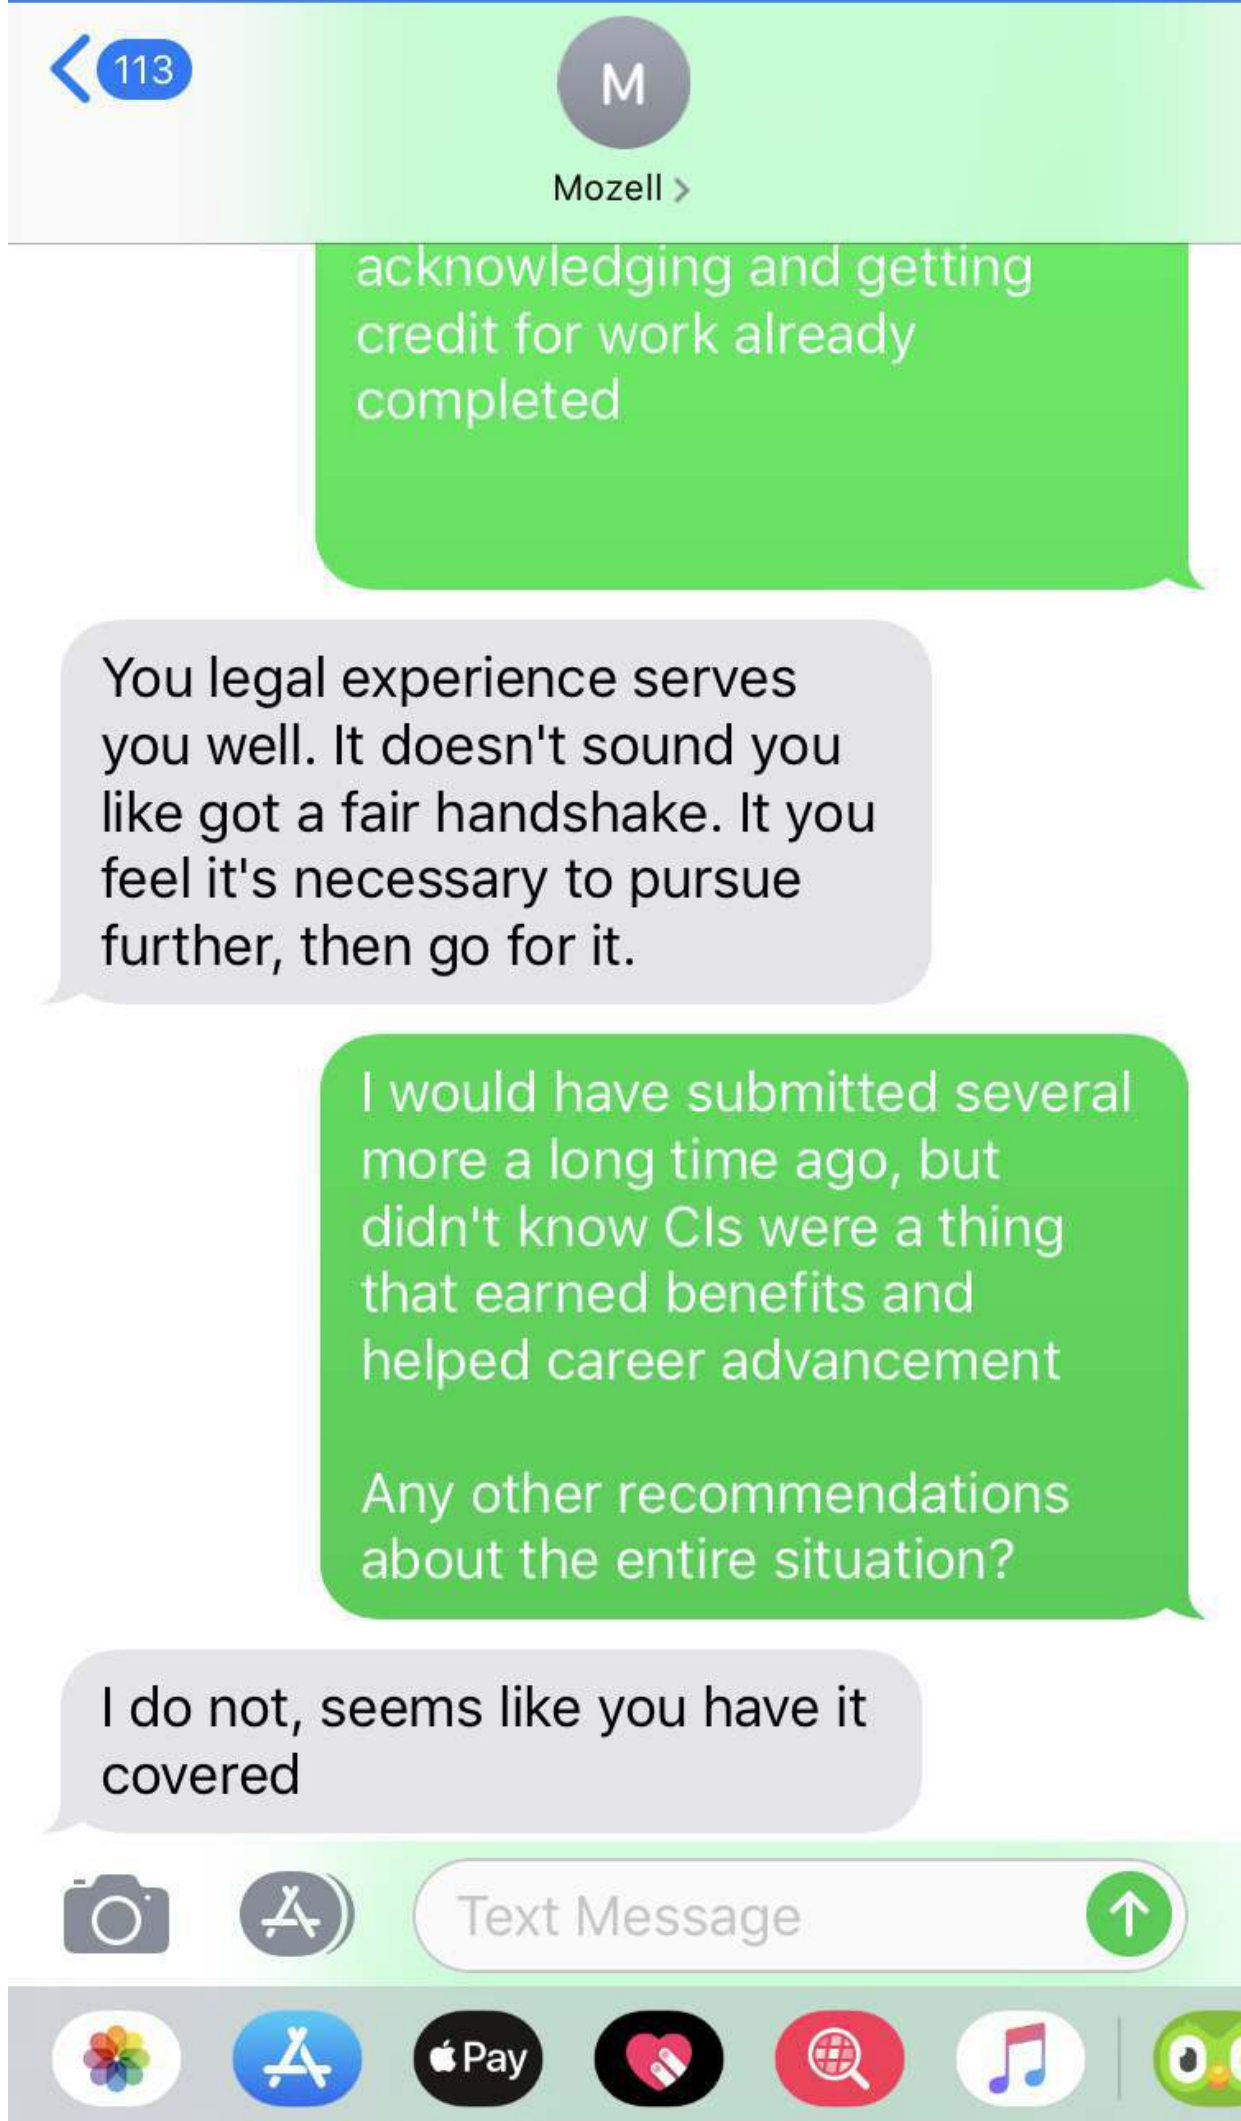 113
M
Mozell >
acknowledging and getting
credit for work already
completed
You legal experience serves
you well. It doesn't sound you
like got a fair handshake. It you
feel it's necessary to pursue
further, then go for it.
I would have submitted several
more a long time ago, but
didn't know CIs were a thing
that earned benefits and
helped career advancement
Any other recommendations
about the entire situation?
I do not, seems like you have it
covered
Text Message
Pay